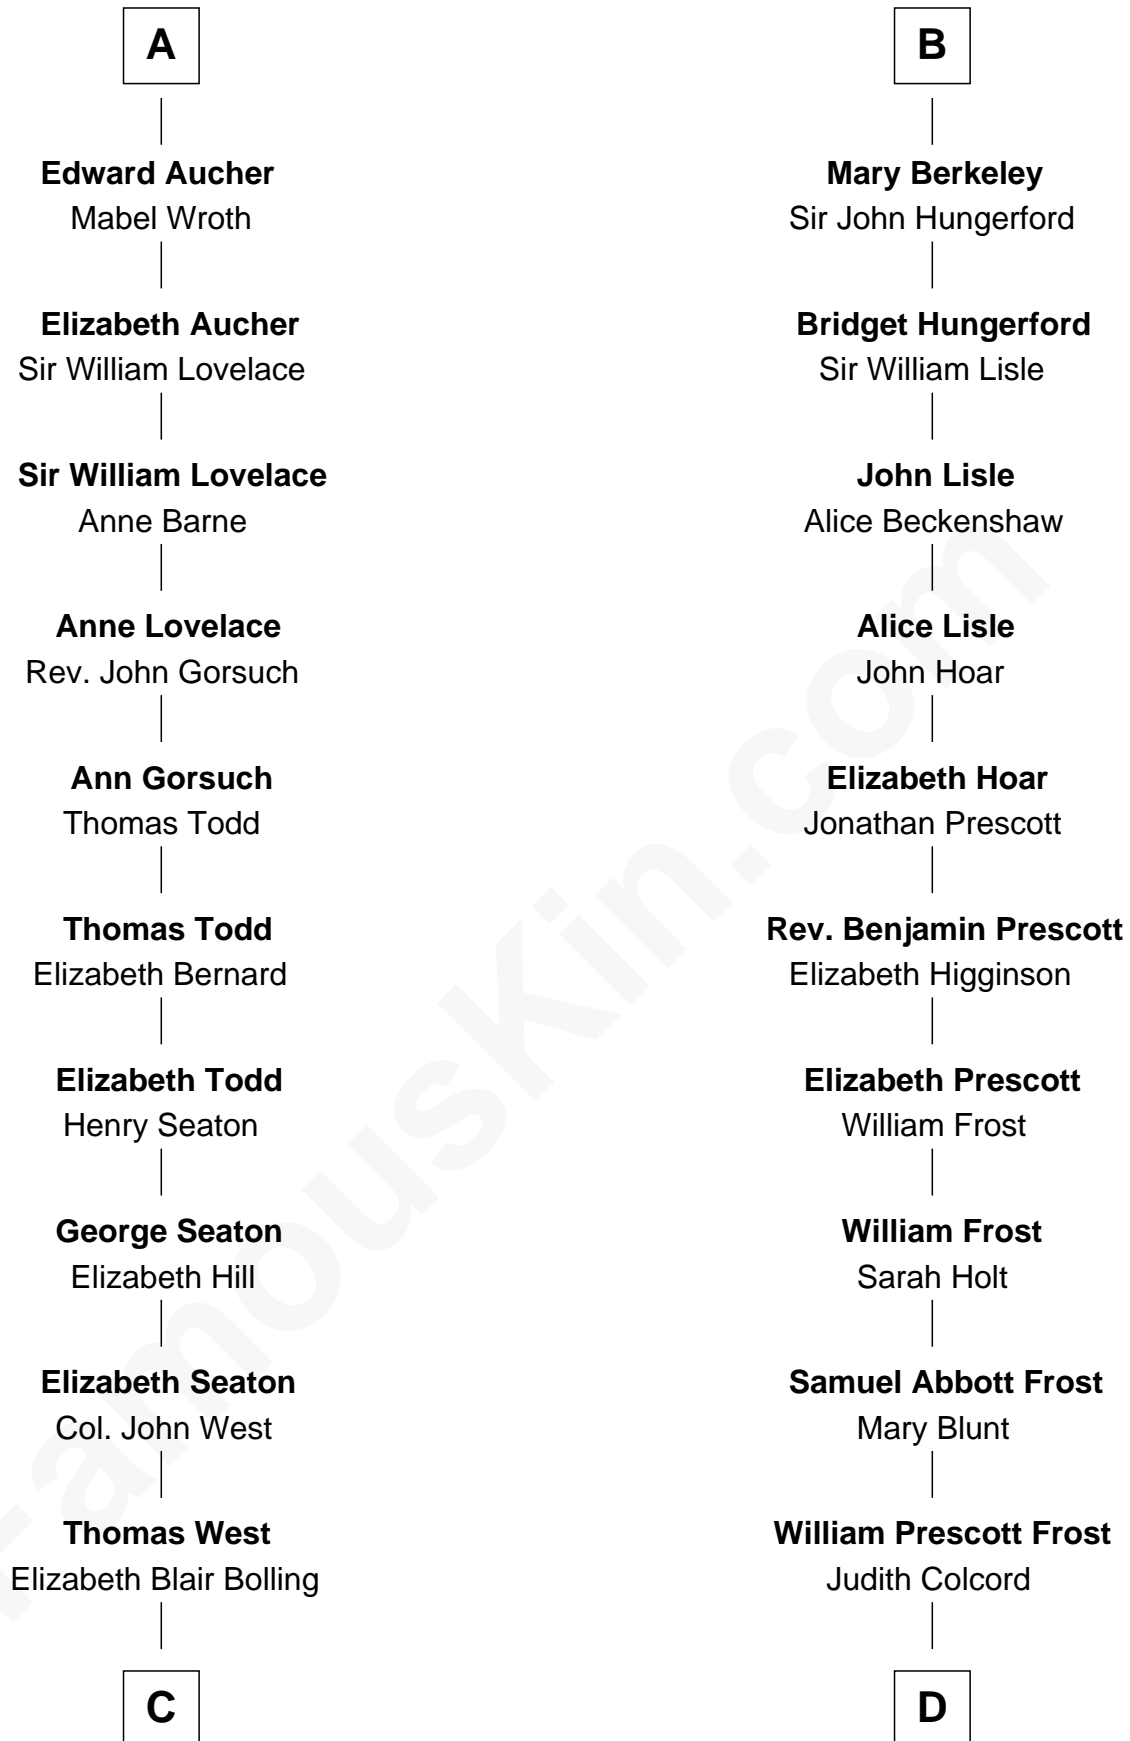 A
Edward Aucher
Mabel Wroth
Elizabeth Aucher
Sir William Lovelace
Sir William Lovelace
Anne Barne
Anne Lovelace
Rev. John Gorsuch
Ann Gorsuch
Thomas Todd
Thomas Todd
Elizabeth Bernard
Elizabeth Todd
Henry Seaton
George Seaton
Elizabeth Hill
Elizabeth Seaton
Col. John West
Thomas West
Elizabeth Blair Bolling
C
B
Mary Berkeley
Sir John Hungerford
Bridget Hungerford
Sir William Lisle
John Lisle
Alice Beckenshaw
Alice Lisle
John Hoar
Elizabeth Hoar
Jonathan Prescott
Rev. Benjamin Prescott
Elizabeth Higginson
Elizabeth Prescott
William Frost
William Frost
Sarah Holt
Samuel Abbott Frost
Mary Blunt
William Prescott Frost
Judith Colcord
D
FamousKin.com